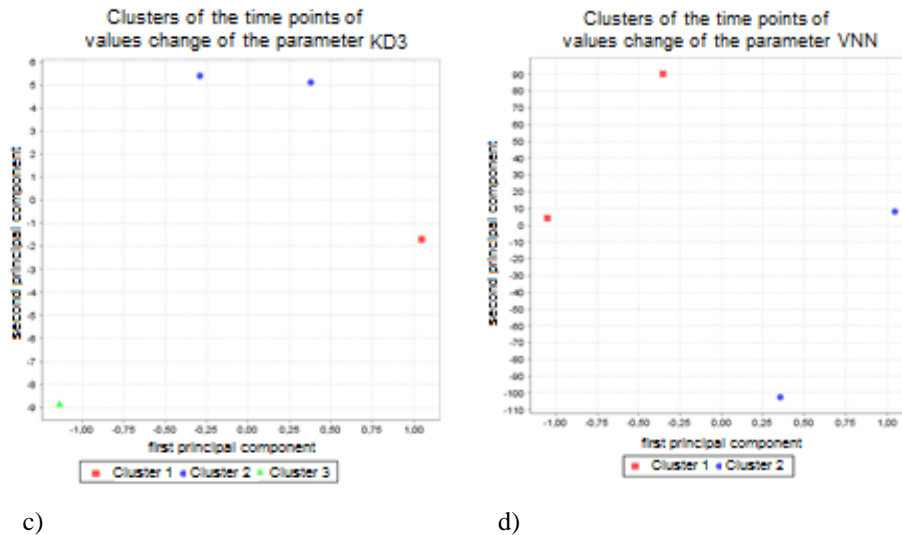 Clusters of the time points of
values change of the parameter KD3
second principal component
6
5
4
3
2
1
0
-1
-2
-3
-4
-5
-6
-7
-8
-9
-1,00 -0,75 -0,50 -0,25 0,00 0,25 0,50 0,75 1,00
first principal component
Cluster 1 Cluster 2 Cluster 3
c)
Clusters of the time points of
values change of the parameter VNN
second principal component
90
80
70
60
50
40
30
20
10
0
-10
-20
-30
-40
-50
-60
-70
-80
-90
-100
-110
-1,00 -0,75 -0,50 -0,25 0,00 0,25 0,50 0,75 1,00
first principal component
Cluster 1 Cluster 2
d)